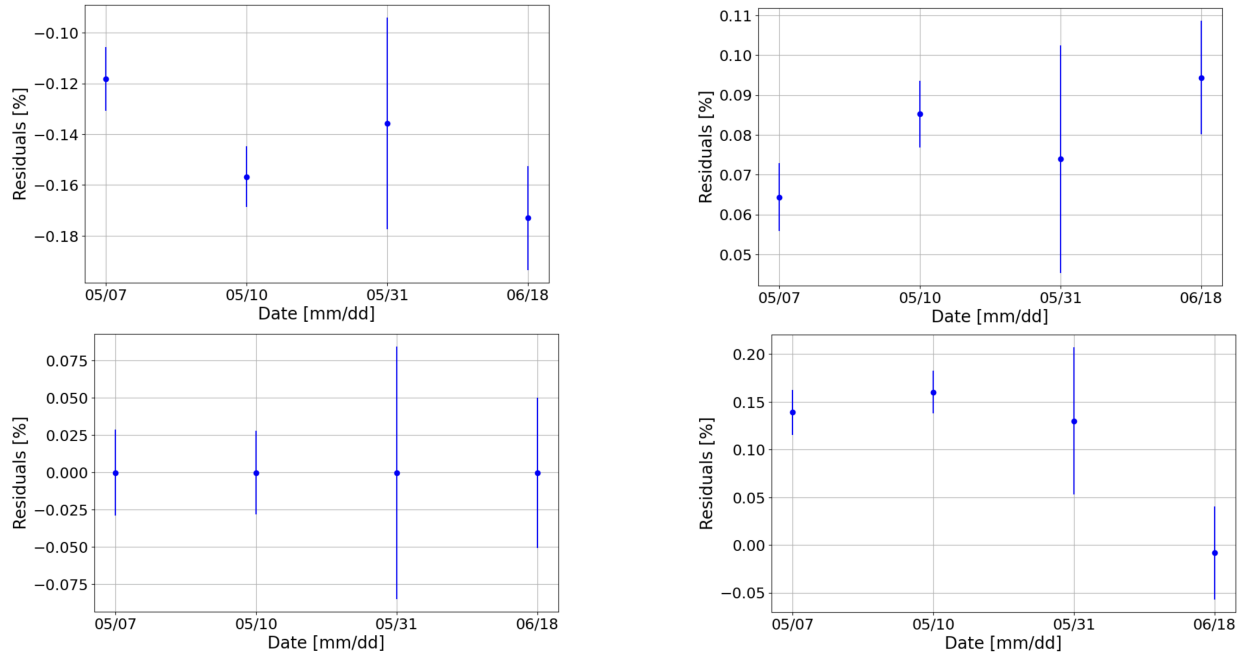 −0.10
−0.12
−0.14
−0.16
−0.18
Residuals [%]
05/07 05/10 05/31 06/18
Date [mm/dd]
0.11
0.10
0.09
0.08
0.07
0.06
0.05
Residuals [%]
05/07 05/10 05/31 06/18
Date [mm/dd]
0.075
0.050
0.025
0.000
−0.025
−0.050
−0.075
Residuals [%]
05/07 05/10 05/31 06/18
Date [mm/dd]
0.20
0.15
0.10
0.05
0.00
−0.05
Residuals [%]
05/07 05/10 05/31 06/18
Date [mm/dd]